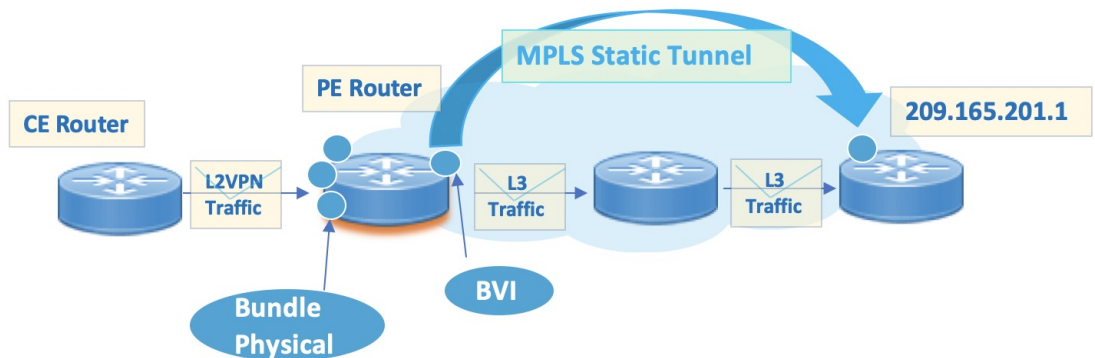 MPLS Static Tunnel
PE Router
CE Router
209.165.201.1
L2VPN
Traffic
L3
Traffic
L3
Traffic
BVI
Bundle
Physical